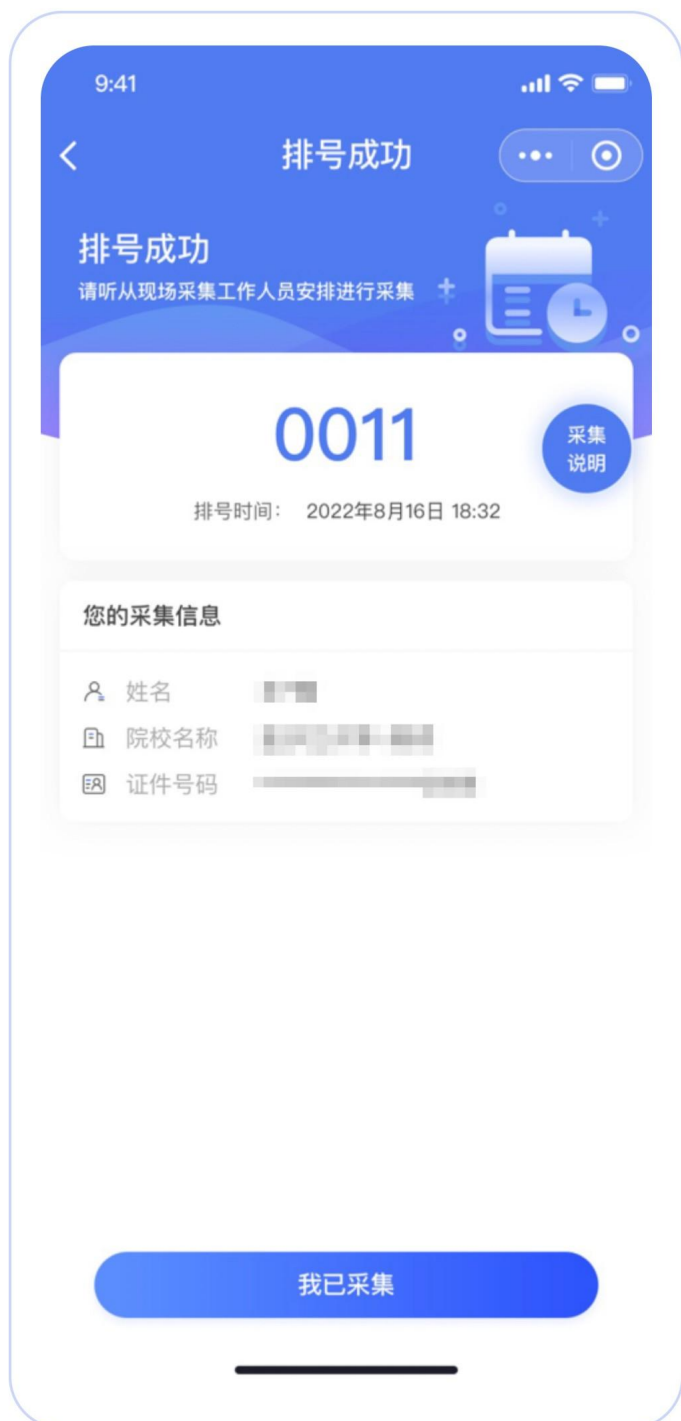 9:41
排号成功
排号成功
请听从现场采集工作人员安排进行采集
0011
采集
说明
排号时间： 2022年8月16日 18:32
您的采集信息
姓名
院校名称
证件号码
我已采集